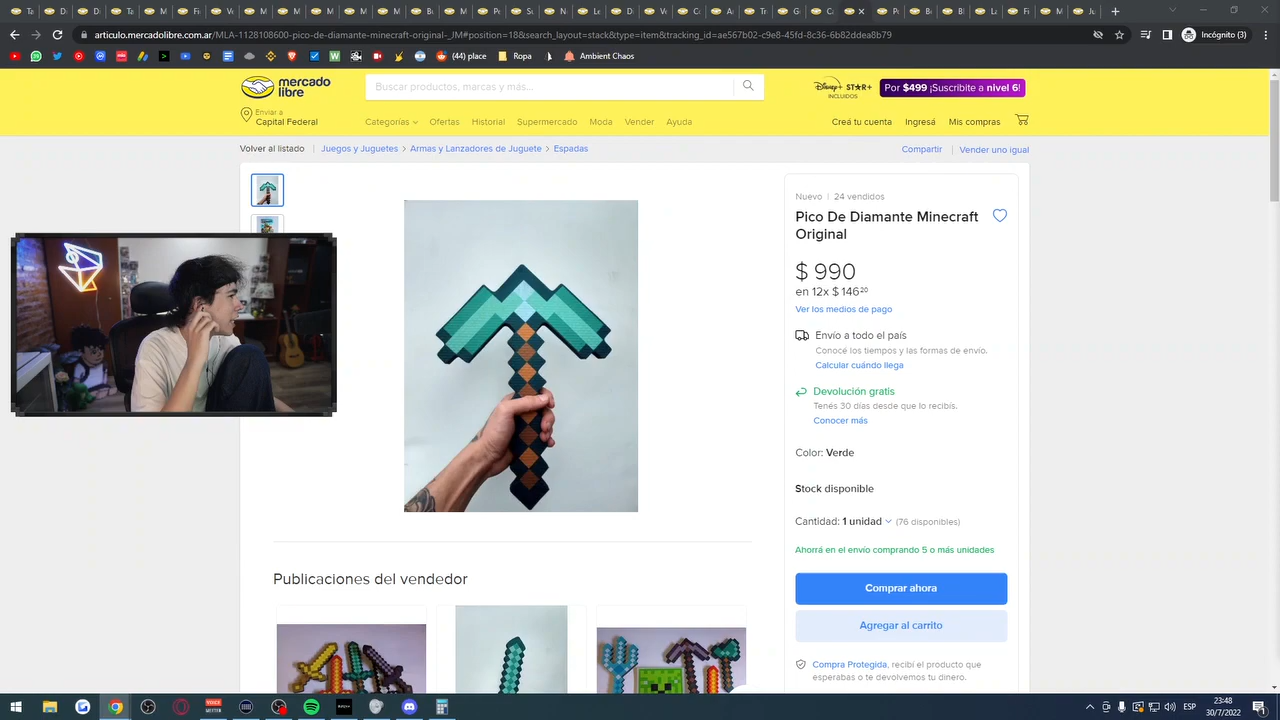 articulo.mercadolibre.com.ar/MLA-1128108600-pico-de-diamante-minecraft-original-_JM#position=18&search_layout=stack&type=item&tracking_id=ae567b02-c9e8-45fd-8c36-6b82ddea8b79
Incógnito (3)
(44) place
Ropa
Ambient Chaos
mercado
libre
Buscar productos, marcas y más...
Disney+ STAR+
INCLUIDOS
Por $499 ¡Suscribite a nivel 6!
Enviar a
Capital Federal
Categorías
Ofertas
Historial
Supermercado
Moda
Vender
Ayuda
Creá tu cuenta
Ingresá
Mis compras
Volver al listado
Juegos y Juguetes
Armas y Lanzadores de Juguete
Espadas
Compartir
Vender uno igual
Nuevo | 24 vendidos
Pico De Diamante Minecraft
Original
$ 990
en 12x $ 146 20
Ver los medios de pago
Envío a todo el país
Conocé los tiempos y las formas de envío.
Calcular cuándo llega
Devolución gratis
Tenés 30 días desde que lo recibís.
Conocer más
Color: Verde
Stock disponible
Cantidad: 1 unidad (76 disponibles)
Ahorrá en el envío comprando 5 o más unidades
Comprar ahora
Agregar al carrito
Compra Protegida, recibí el producto que
esperabas o te devolvemos tu dinero.
Publicaciones del vendedor
ESP
23:48
30/7/2022